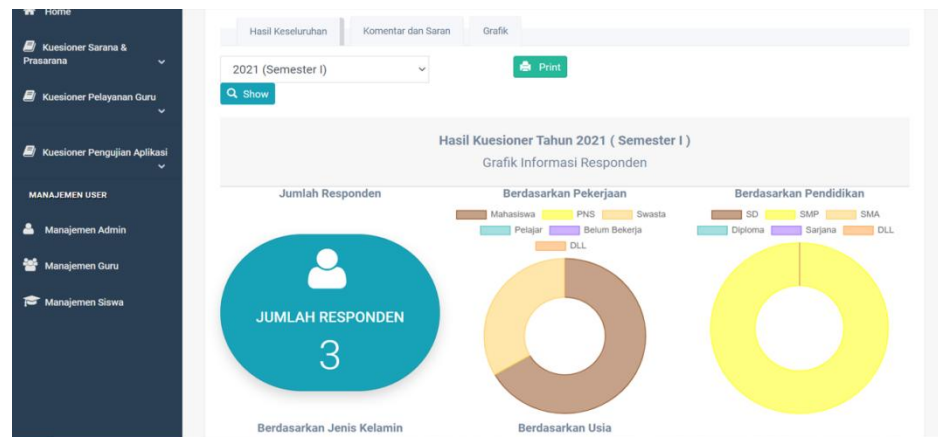 Home
Kuesioner Sarana &
Prasarana
Kuesioner Pelayanan Guru
Kuesioner Pengujian Aplikasi
MANAJEMEN USER
Manajemen Admin
Manajemen Guru
Manajemen Siswa
Hasil Keseluruhan Komentar dan Saran Grafik
2021 (Semester I) Print
Show
Hasil Kuesioner Tahun 2021 ( Semester I )
Grafik Informasi Responden
Jumlah Responden
JUMLAH RESPONDEN
3
Berdasarkan Pekerjaan
Mahasiswa PNS Swasta
Pelajar Belum Bekerja
DLL
Berdasarkan Pendidikan
SD SMP SMA
Diploma Sarjana DLL
Berdasarkan Jenis Kelamin
Berdasarkan Usia